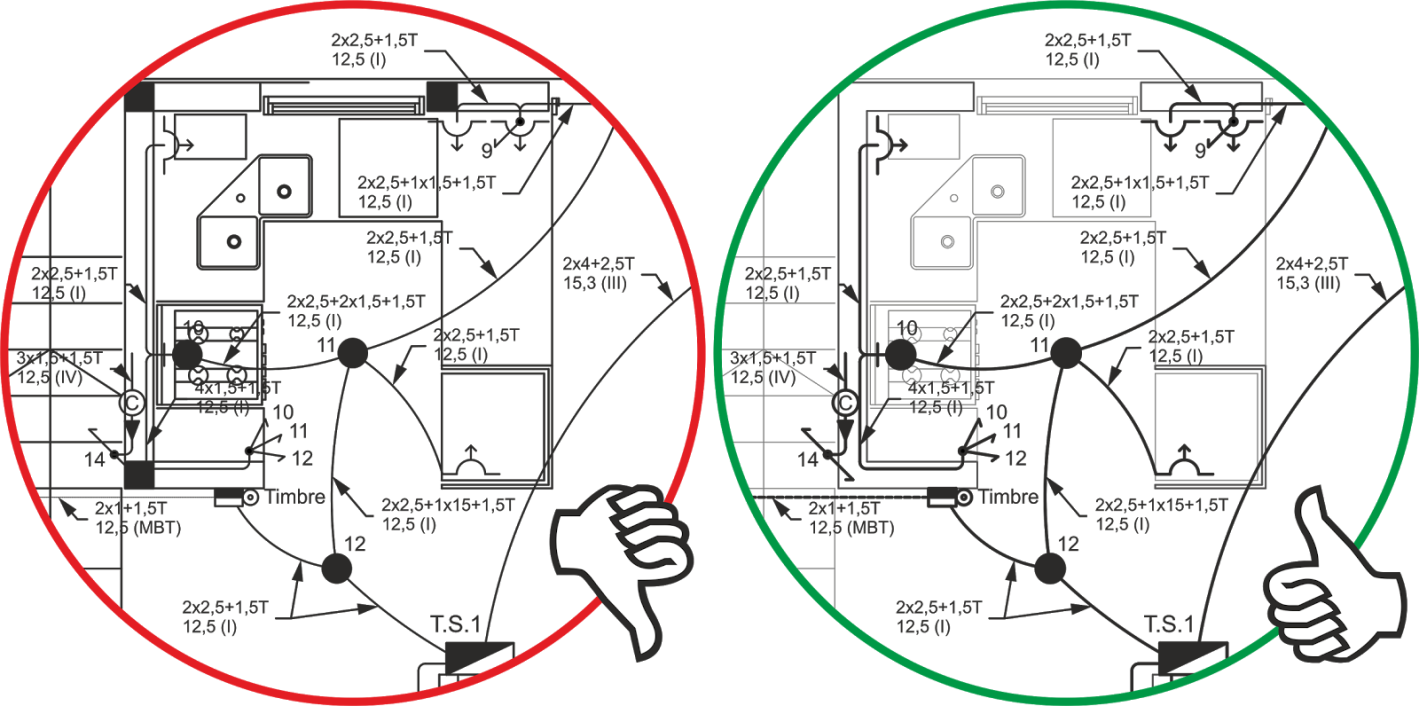 2x2,5+1,5T
12,5 (I)
9
2x2,5+1x1,5+1,5T
12,5 (I)
2x2,5+1,5T
12,5 (I)
2x2,5+1,5T
12,5 (I)
2x4+2,5T
15,3 (III)
2x2,5+2x1,5+1,5T
12,5 (I)
10
11
2x2,5+1,5T
12,5 (I)
3x1,5+1,5T
12,5 (IV)
4x1,5+1,5T
12,5 (I)
C
10
11
12
14
Timbre
2x1+1,5T
12,5 (MBT)
2x2,5+1x15+1,5T
12,5 (I)
12
2x2,5+1,5T
12,5 (I)
T.S.1
2x2,5+1,5T
12,5 (I)
9
2x2,5+1x1,5+1,5T
12,5 (I)
2x2,5+1,5T
12,5 (I)
2x2,5+1,5T
12,5 (I)
2x4+2,5T
15,3 (III)
2x2,5+2x1,5+1,5T
12,5 (I)
10
11
2x2,5+1,5T
12,5 (I)
3x1,5+1,5T
12,5 (IV)
4x1,5+1,5T
12,5 (I)
C
10
11
12
14
Timbre
2x1+1,5T
12,5 (MBT)
2x2,5+1x15+1,5T
12,5 (I)
12
2x2,5+1,5T
12,5 (I)
T.S.1